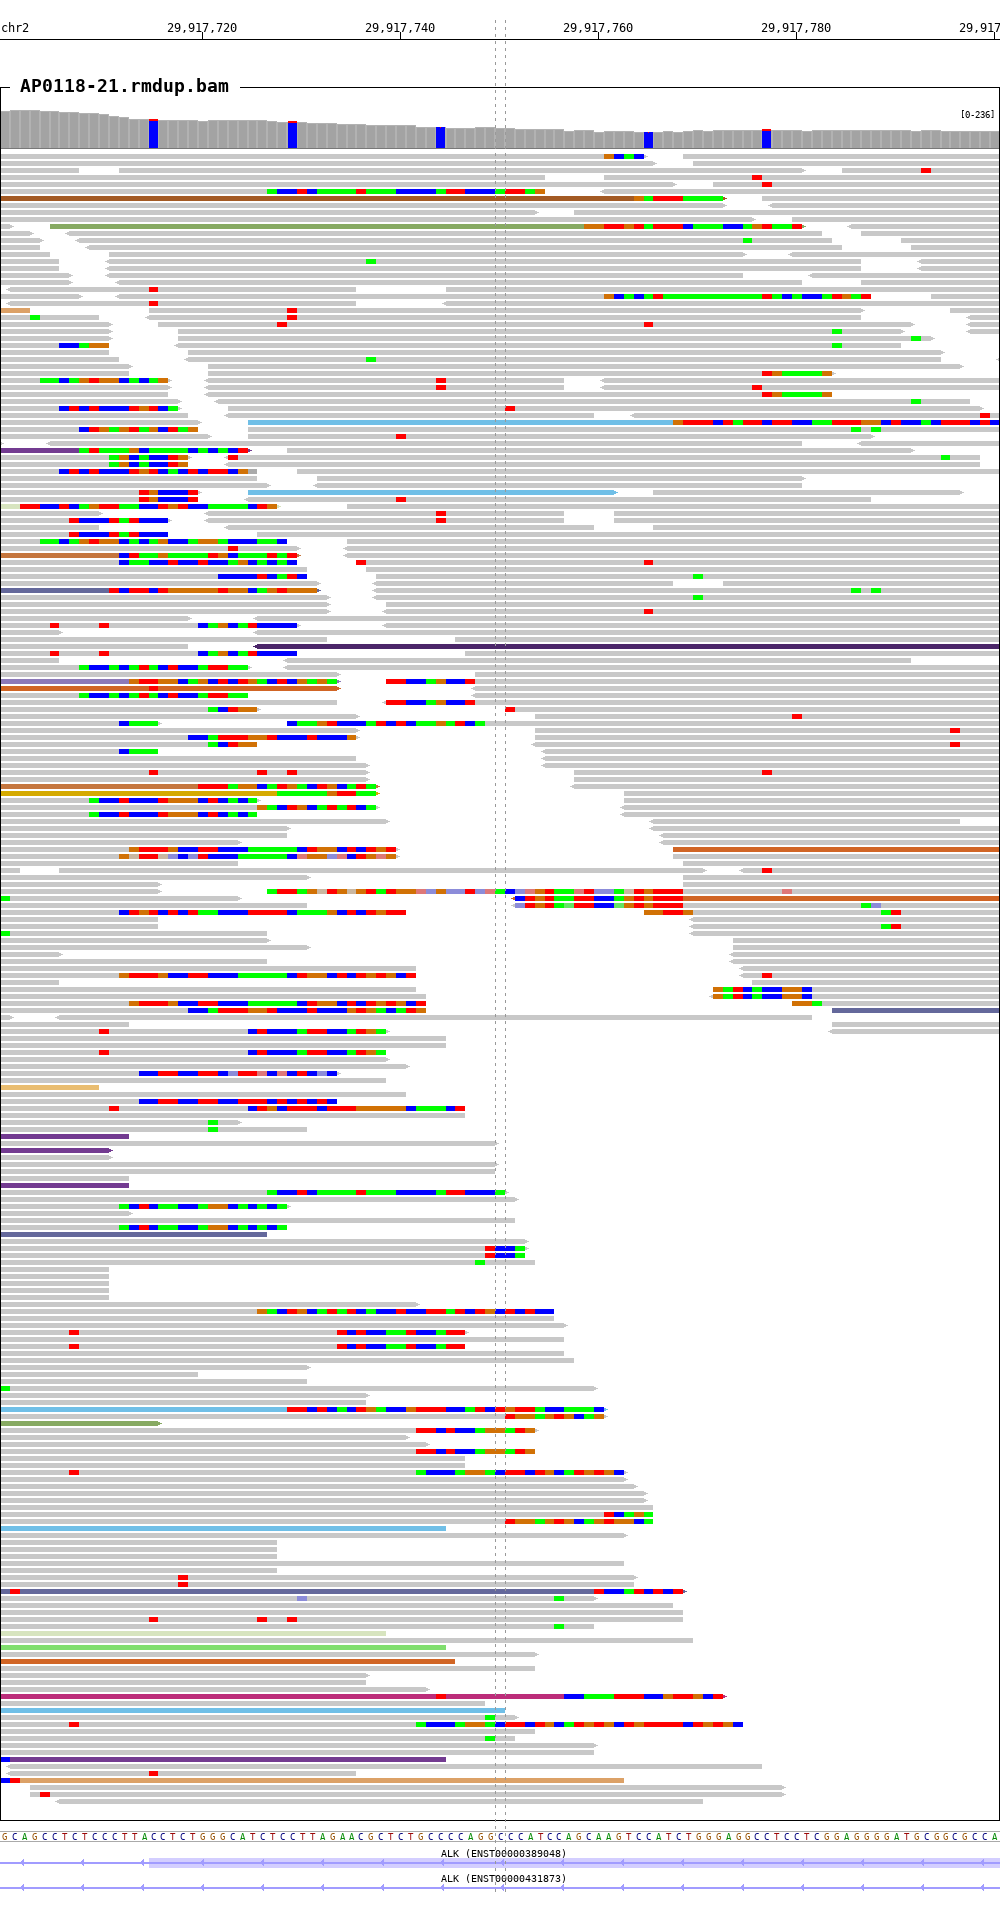 chr2 29,917,720 29,917,740 29,917,760 29,917,780 29,917
AP0118-21.rmdup.bam
[0-236]
G C A G C C T C T C C C T T A C C T C T G G G C A T C T C C T T A G A A C G C T C T G C C C C A G G C C C A T C C A G C A A G T C C A T C T G G G A G G C C T C C T C G G A G G G G A T G C G G C G C C A
ALK (ENST00000389048)
ALK (ENST00000431873)